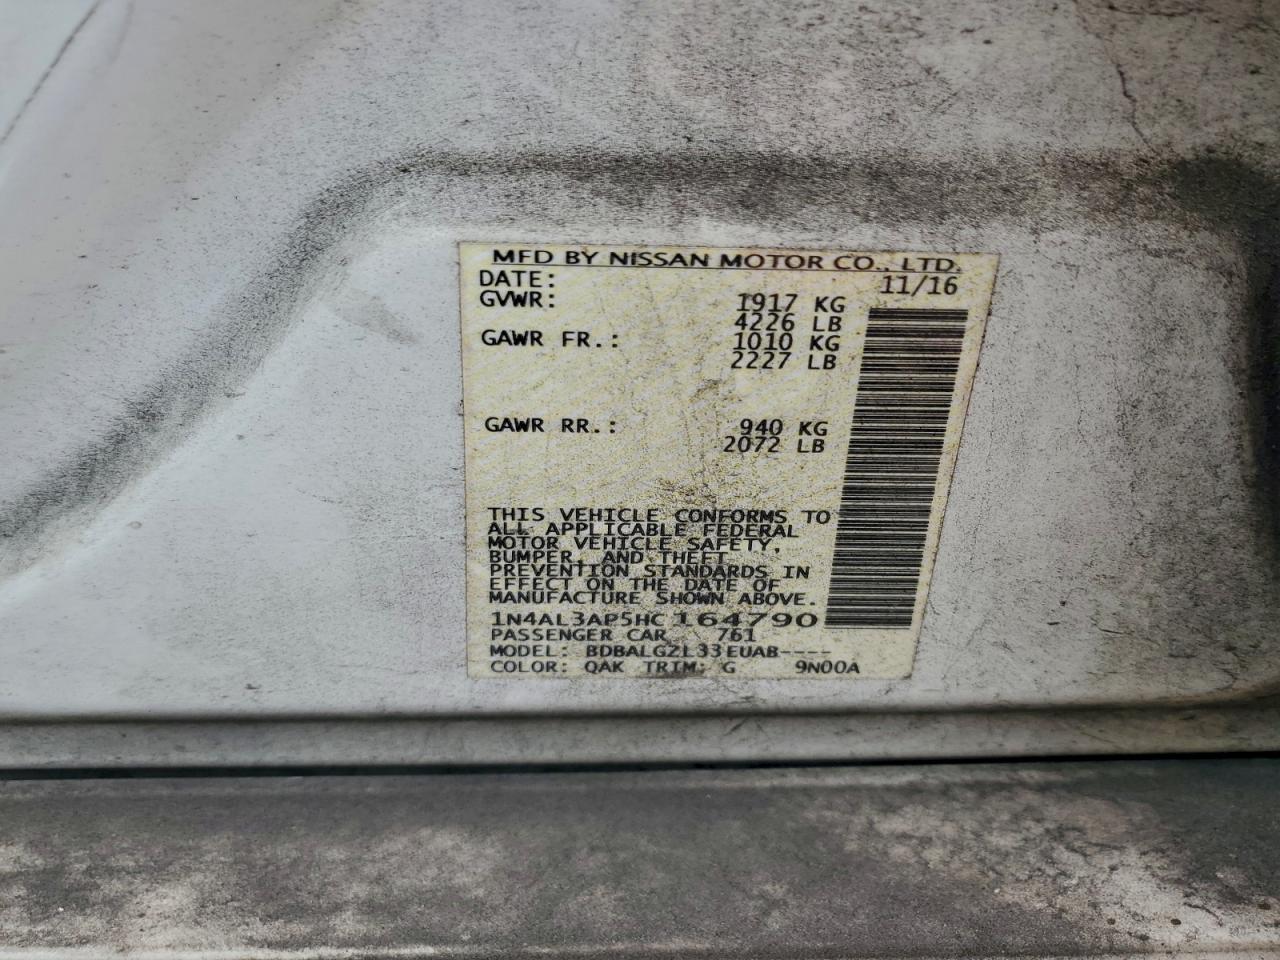 MFD BY NISSAN MOTOR CO., LTD.
DATE: 11/16
GVWR: 1917 KG
4226 LB
GAWR FR.: 1010 KG
2227 LB
GAWR RR.: 940 KG
2072 LB
THIS VEHICLE CONFORMS TO
ALL APPLICABLE FEDERAL
MOTOR VEHICLE SAFETY,
BUMPER, AND THEFT
PREVENTION STANDARDS IN
EFFECT ON THE DATE OF
MANUFACTURE SHOWN ABOVE.
1N4AL3AP5HC164790
PASSENGER CAR 761
MODEL: BDBALGZL33EUAB----
COLOR: QAK TRIM: G 9N00A